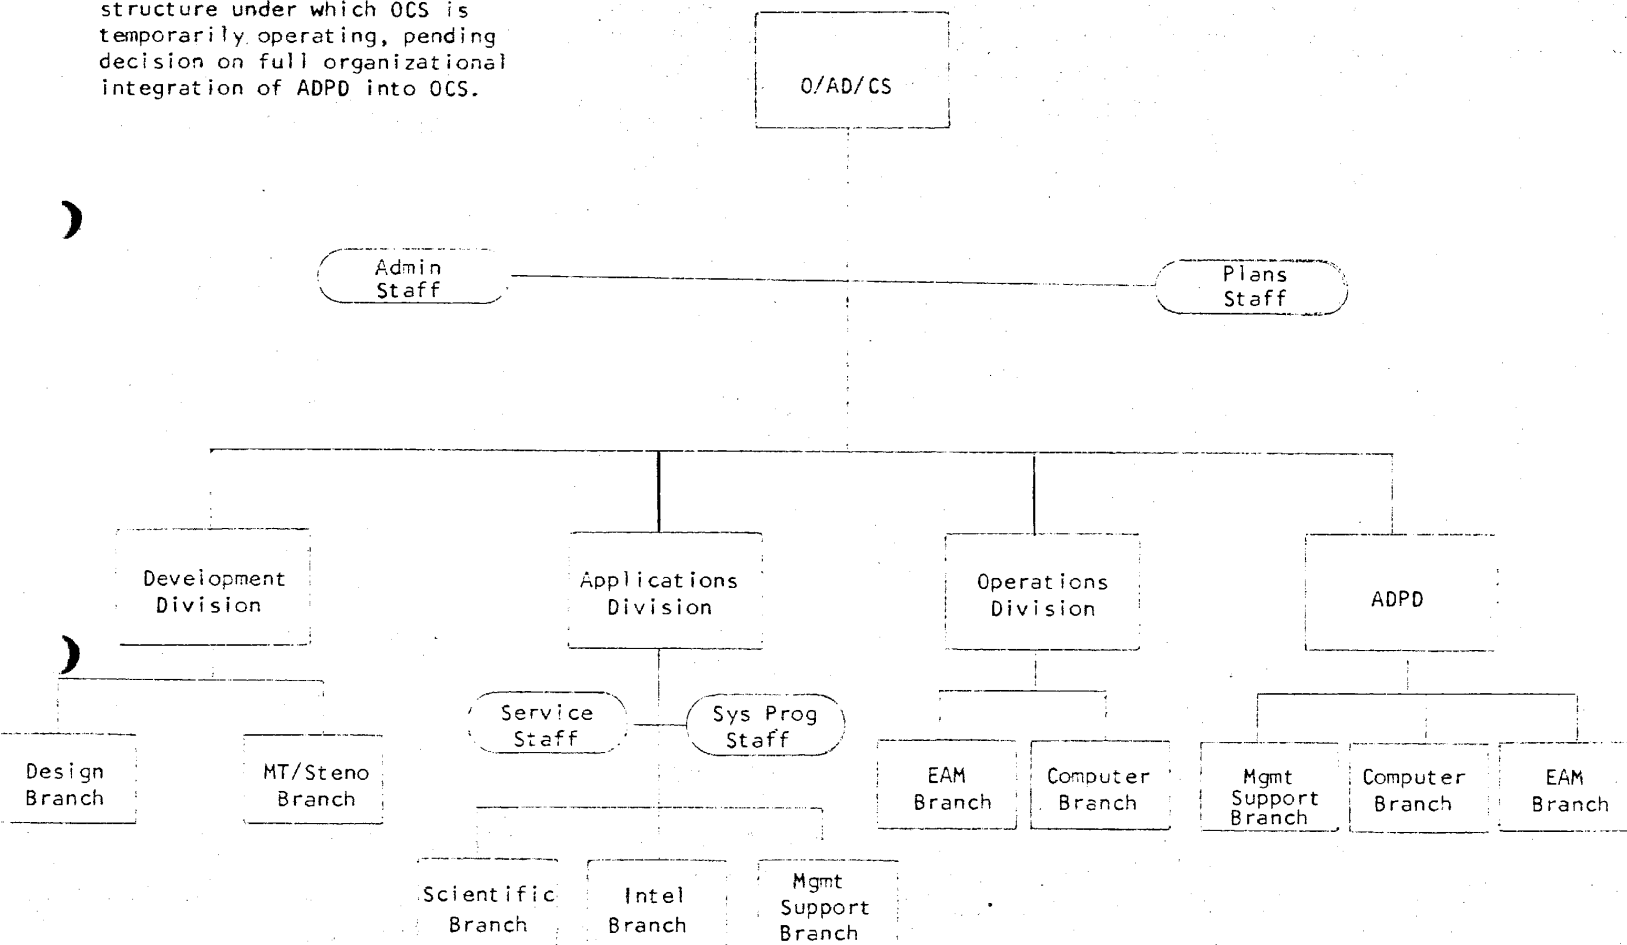 structure under which OCS is
temporarily operating, pending
decision on full organizational
integration of ADPD into OCS.
O/AD/CS
Admin
Staff
Plans
Staff
Development
Division
Applications
Division
Operations
Division
ADPD
Service
Staff
Sys Prog
Staff
Design
Branch
MT/Steno
Branch
EAM
Branch
Computer
Branch
Mgmt
Support
Branch
Computer
Branch
EAM
Branch
Scientific
Branch
Intel
Branch
Mgmt
Support
Branch